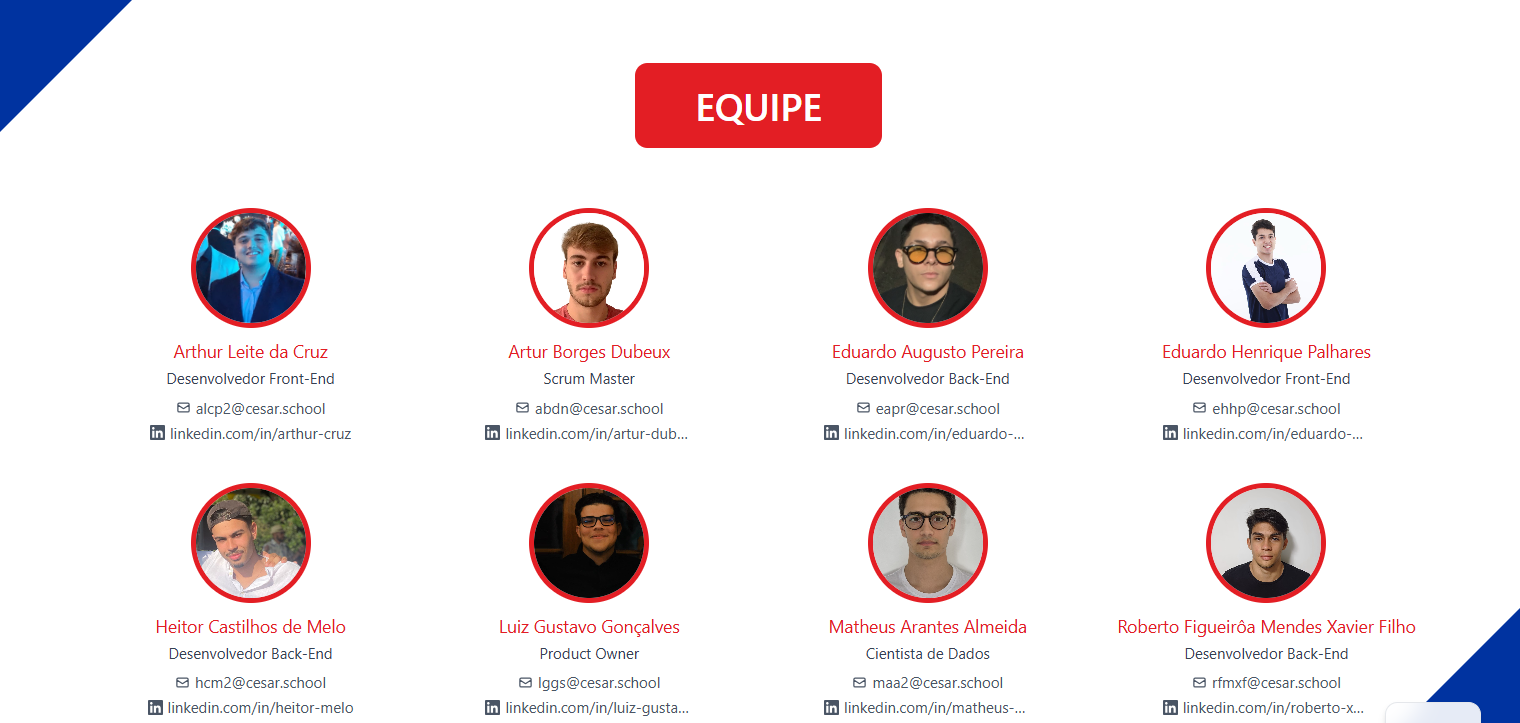 EQUIPE
Arthur Leite da Cruz
Desenvolvedor Front-End
alcp2@cesar.school
linkedin.com/in/arthur-cruz
Artur Borges Dubeux
Scrum Master
abdn@cesar.school
linkedin.com/in/artur-dub...
Eduardo Augusto Pereira
Desenvolvedor Back-End
eapr@cesar.school
linkedin.com/in/eduardo-...
Eduardo Henrique Palhares
Desenvolvedor Front-End
ehhp@cesar.school
linkedin.com/in/eduardo-...
Heitor Castilhos de Melo
Desenvolvedor Back-End
hcm2@cesar.school
linkedin.com/in/heitor-melo
Luiz Gustavo Gonçalves
Product Owner
lggs@cesar.school
linkedin.com/in/luiz-gusta...
Matheus Arantes Almeida
Cientista de Dados
maa2@cesar.school
linkedin.com/in/matheus-...
Roberto Figueirôa Mendes Xavier Filho
Desenvolvedor Back-End
rfmxf@cesar.school
linkedin.com/in/roberto-x...